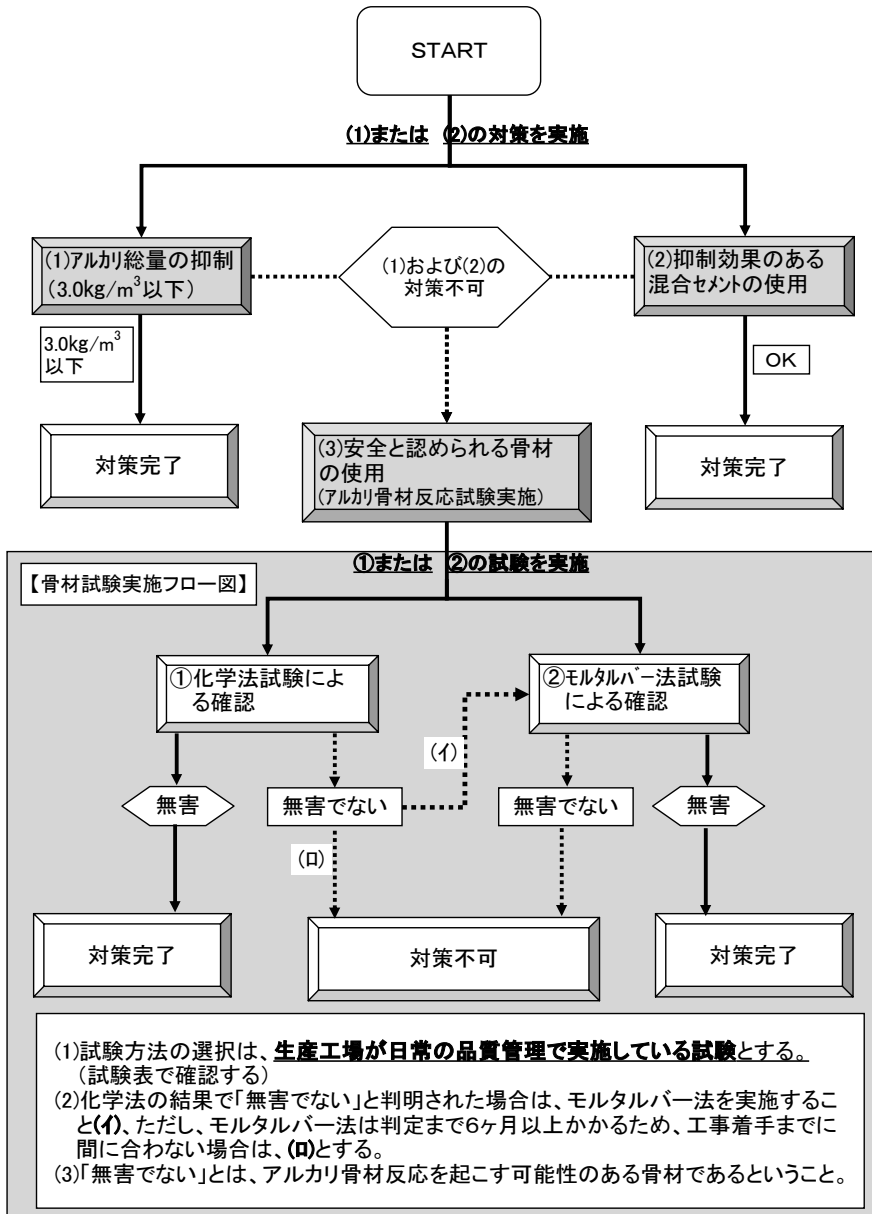 START
(1)または (2)の対策を実施
(1)アルカリ総量の抑制
(3.0kg/m³以下)
(1)および(2)の
対策不可
(2)抑制効果のある
混合セメントの使用
3.0kg/m³
以下
OK
対策完了
(3)安全と認められる骨材
の使用
(アルカリ骨材反応試験実施)
対策完了
①または ②の試験を実施
【骨材試験実施フロー図】
①化学法試験によ
る確認
②モルタルバー法試験
による確認
(イ)
無害
無害でない
無害でない
無害
(ロ)
対策完了
対策不可
対策完了
(1)試験方法の選択は、生産工場が日常の品質管理で実施している試験とする。
(試験表で確認する)
(2)化学法の結果で「無害でない」と判明された場合は、モルタルバー法を実施するこ
と(イ)、ただし、モルタルバー法は判定まで6ヶ月以上かかるため、工事着手までに
間に合わない場合は、(ロ)とする。
(3)「無害でない」とは、アルカリ骨材反応を起こす可能性のある骨材であるということ。